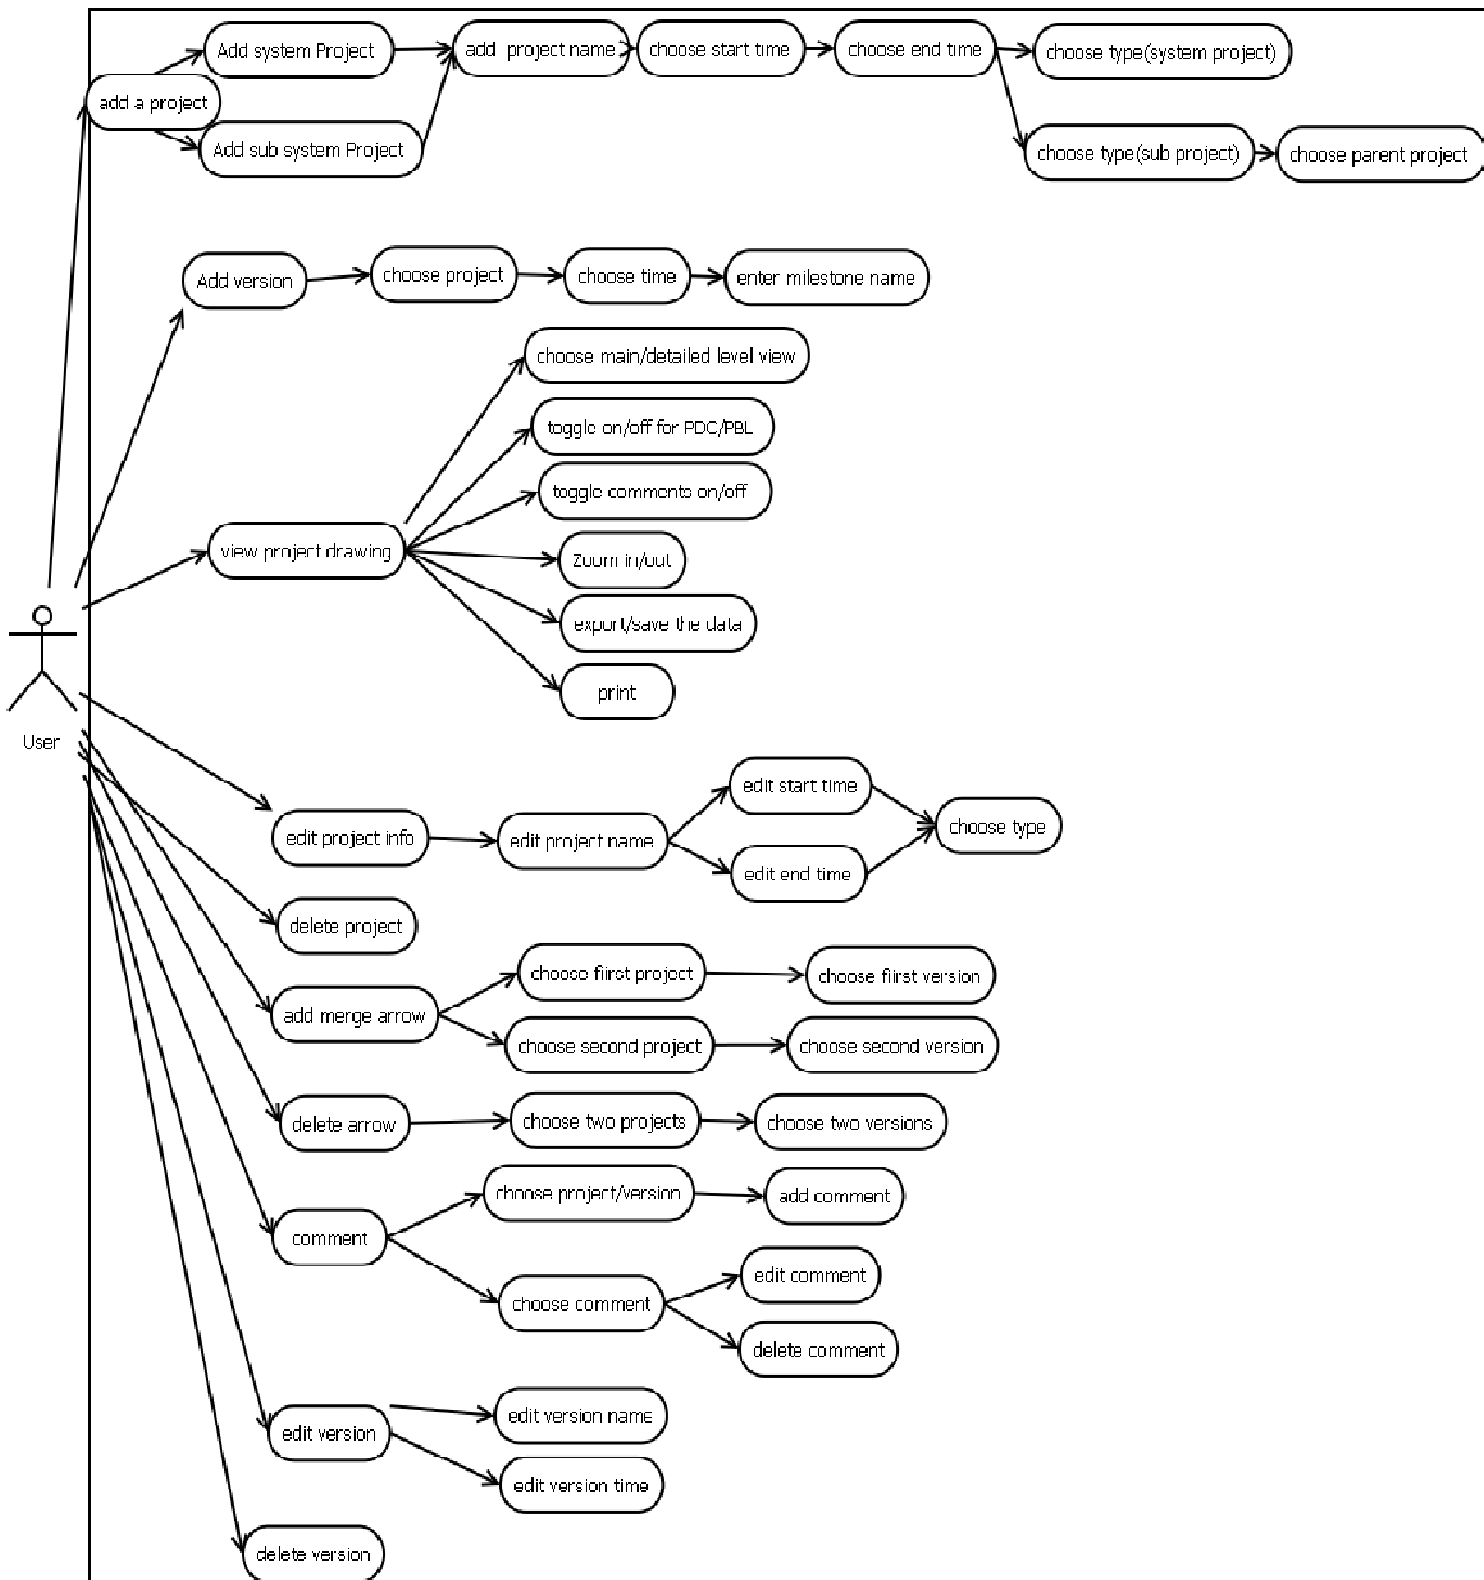 Add system Project
add project name
choose start time
choose end time
choose type(system project)
add a project
Add sub system Project
choose type(sub project)
choose parent project
Add version
choose project
choose time
enter milestone name
choose main/detailed level view
toggle on/off for PDC/PBL
toggle comments on/off
view project drawing
Zoom in/out
export/save the data
print
User
edit start time
edit project info
edit project name
choose type
edit end time
delete project
choose fiirst project
choose fiirst version
add merge arrow
choose second project
choose second version
delete arrow
choose two projects
choose two versions
choose project/version
add comment
comment
edit comment
choose comment
delete comment
edit version name
edit version
edit version time
delete version